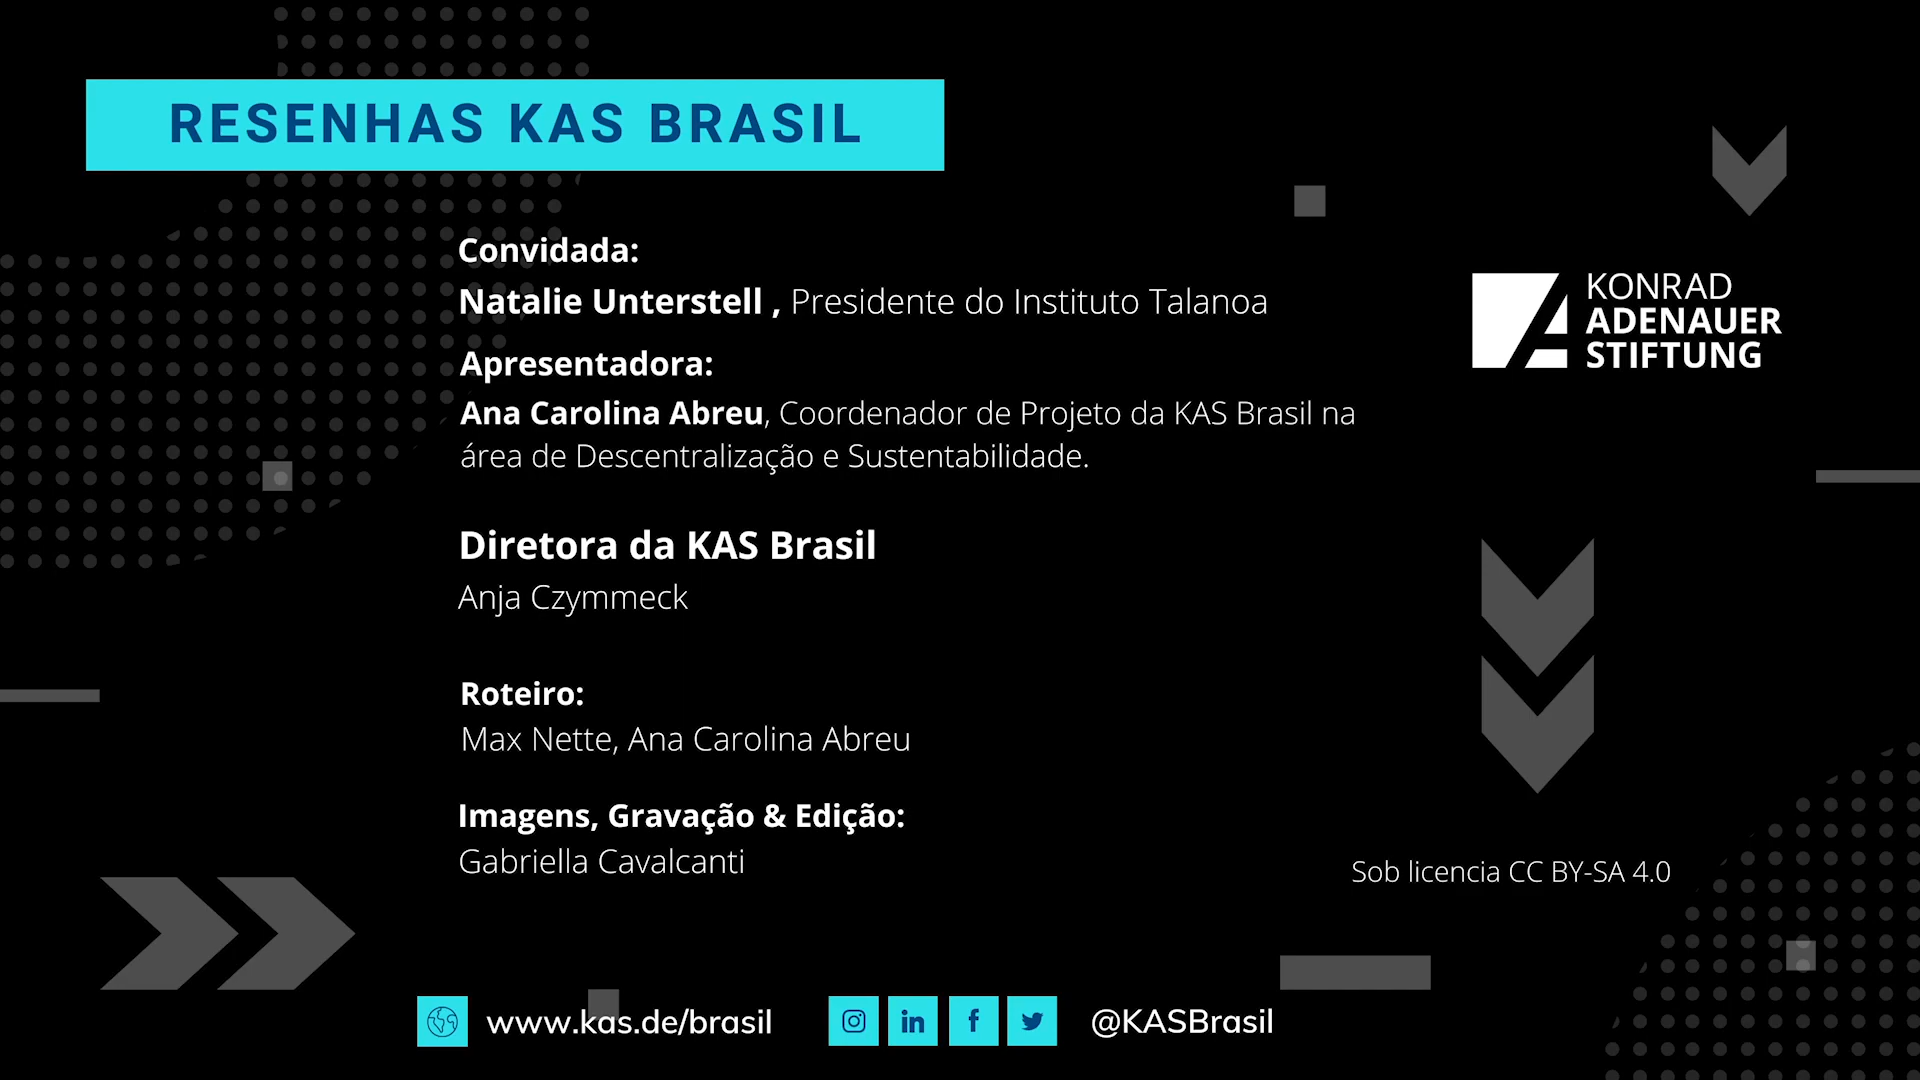 RESENHAS KAS BRASIL
Convidada:
Natalie Unterstell , Presidente do Instituto Talanoa
Apresentadora:
Ana Carolina Abreu, Coordenador de Projeto da KAS Brasil na
área de Descentralização e Sustentabilidade.
Diretora da KAS Brasil
Anja Czymmeck
Roteiro:
Max Nette, Ana Carolina Abreu
Imagens, Gravação & Edição:
Gabriella Cavalcanti
KONRAD
ADENAUER
STIFTUNG
Sob licencia CC BY-SA 4.0
www.kas.de/brasil
@KASBrasil